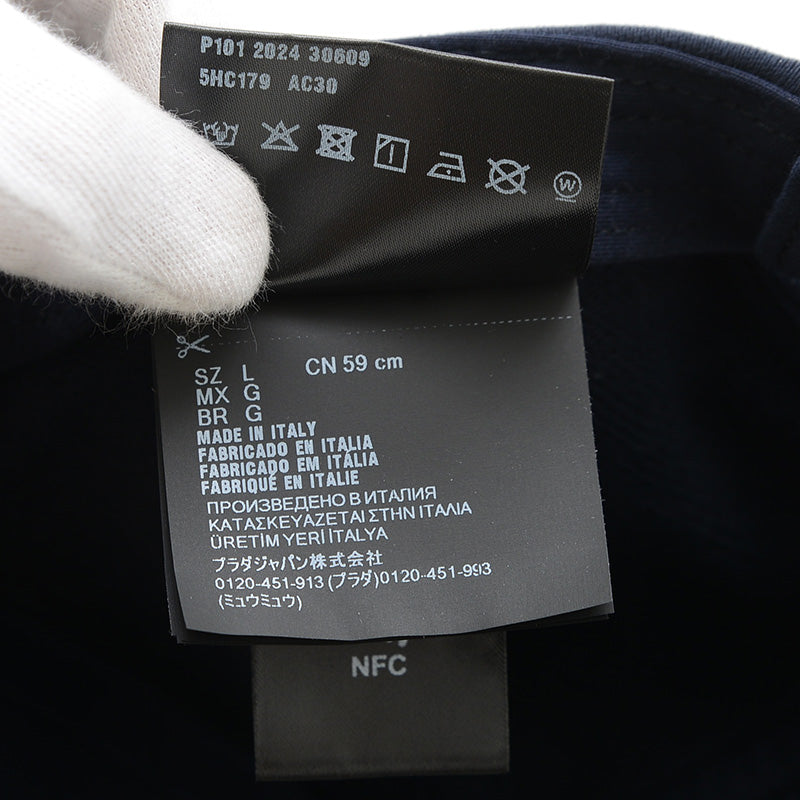 P101 2024 30609
5HC179 AC30
W
SZ L CN 59 cm
MX G
BR G
MADE IN ITALY
FABRICADO EN ITALIA
FABRICADO EM ITÁLIA
FABRIQUÉ EN ITALIE
ПРОИЗВЕДЕНО В ИТАЛИЯ
ΚΑΤΑΣΚΕΥΑΖΕΤΑΙ ΣΤΗΝ ΙΤΑΛΙΑ
ÜRETİM YERİ İTALYA
プラダジャパン株式会社
0120-451-913 (プラダ)0120-451-993
(ミュウミュウ)
NFC